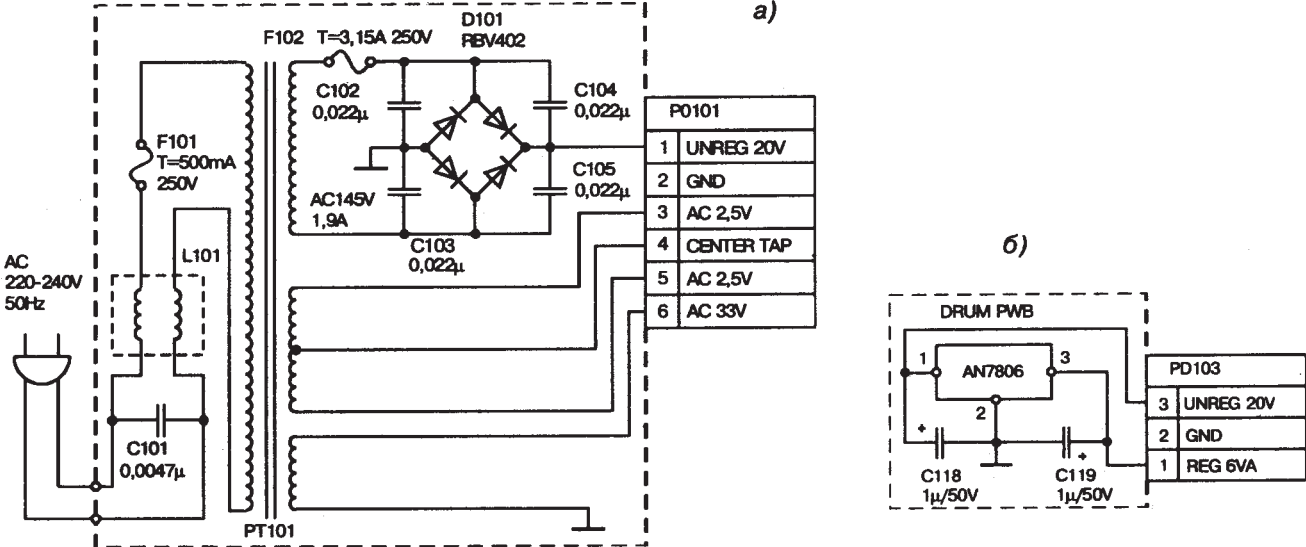 а)
D101
RBV402
F102 T=3,15A 250V
C102
0,022µ
C104
0,022µ
F101
T=500mA
250V
C105
0,022µ
AC145V
1,9A
C103
0,022µ
L101
AC
220-240V
50Hz
C101
0,0047µ
PT101
P0101
1 UNREG 20V
2 GND
3 AC 2,5V
4 CENTER TAP
5 AC 2,5V
6 AC 33V
б)
DRUM PWB
1
AN7806
3
2
+
C118
1µ/50V
+
C119
1µ/50V
PD103
3 UNREG 20V
2 GND
1 REG 6VA